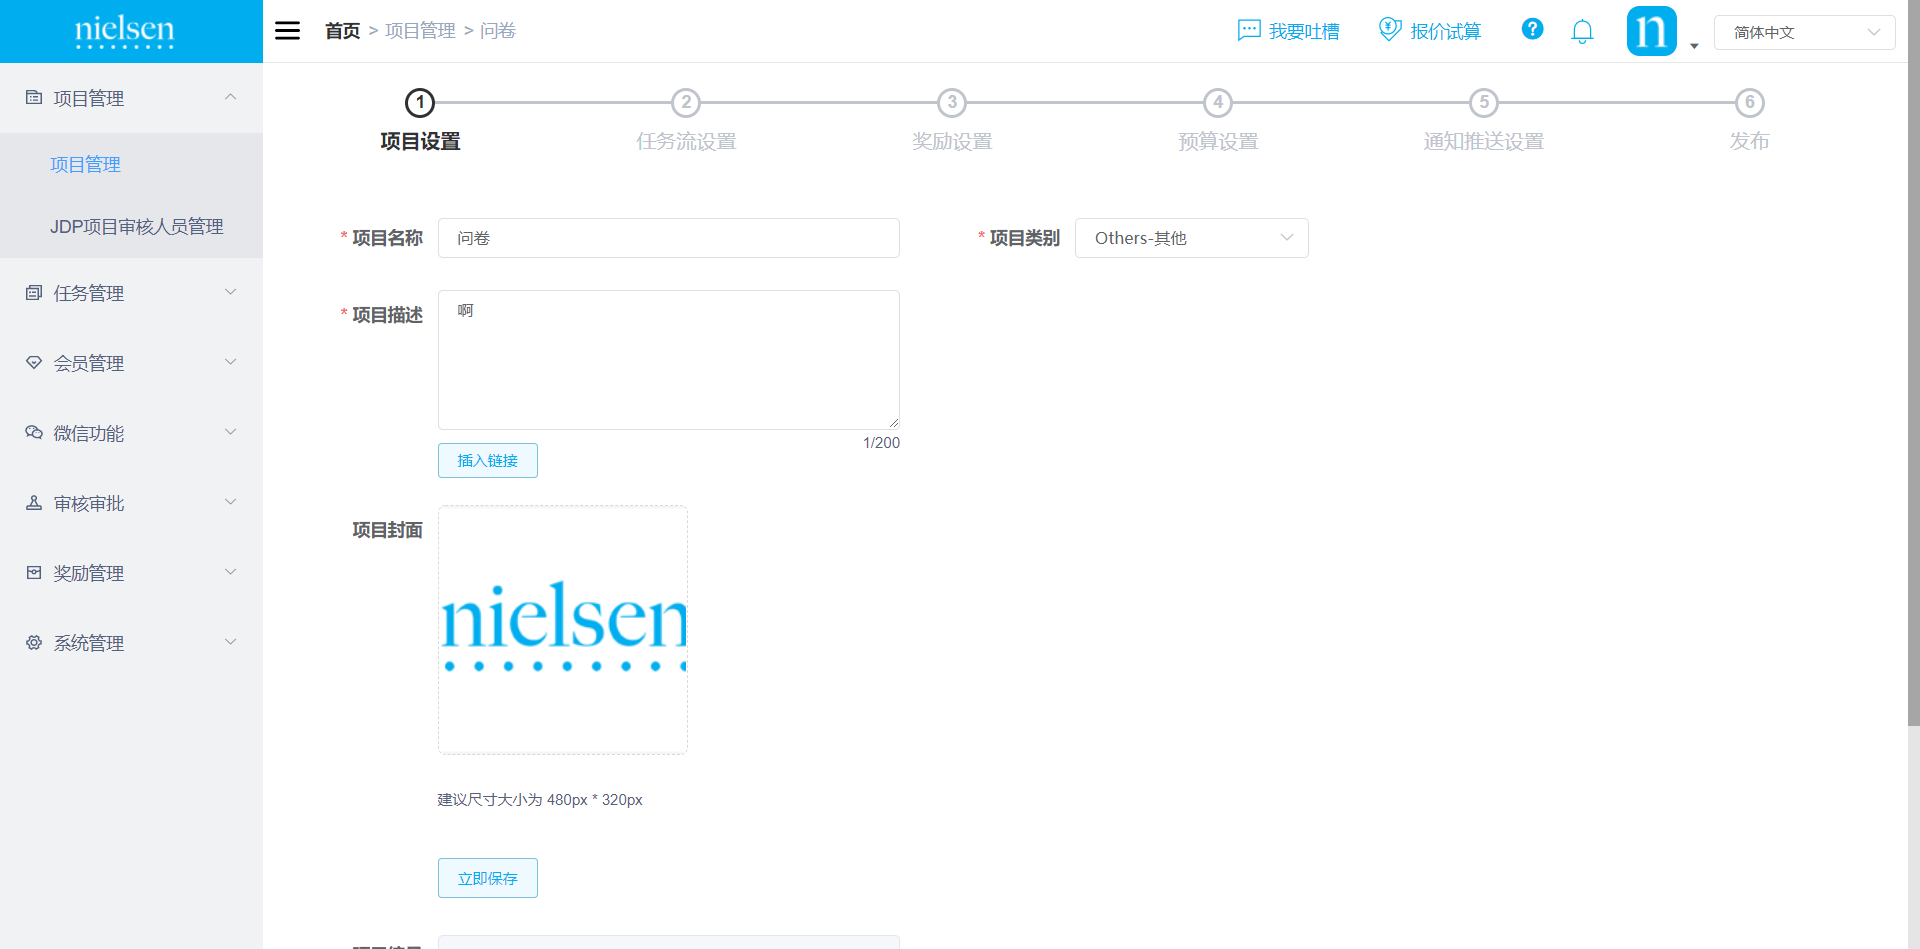 nielsen
首页 > 项目管理 > 问卷
我要吐槽
报价试算
?
n
简体中文
项目管理
项目管理
JDP项目审核人员管理
任务管理
会员管理
微信功能
审核审批
奖励管理
系统管理
1 2 3 4 5 6
项目设置 任务流设置 奖励设置 预算设置 通知推送设置 发布
* 项目名称 问卷
* 项目类别 Others-其他
* 项目描述 啊
1/200
插入链接
项目封面
nielsen
建议尺寸大小为 480px * 320px
立即保存